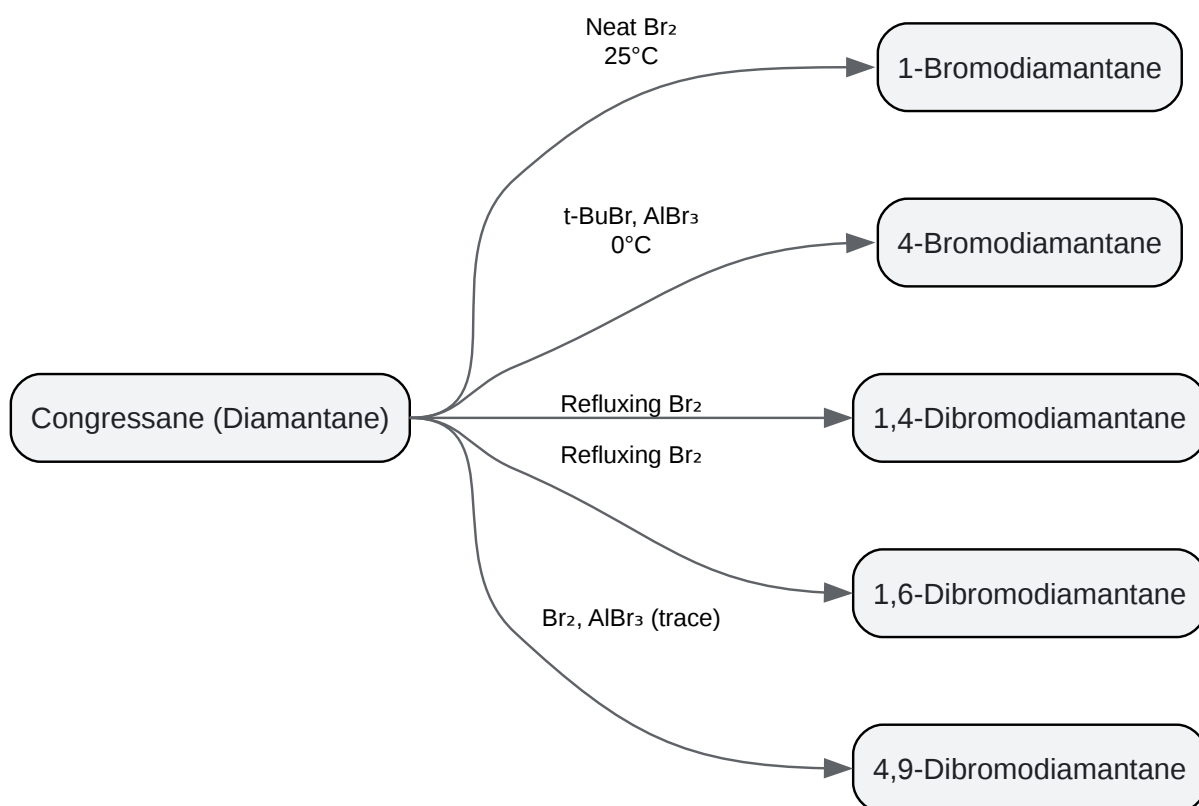 Neat Br₂
25°C
1-Bromodiamantane
t-BuBr, AlBr₃
0°C
4-Bromodiamantane
Congressane (Diamantane)
Refluxing Br₂
1,4-Dibromodiamantane
Refluxing Br₂
1,6-Dibromodiamantane
Br₂, AlBr₃ (trace)
4,9-Dibromodiamantane